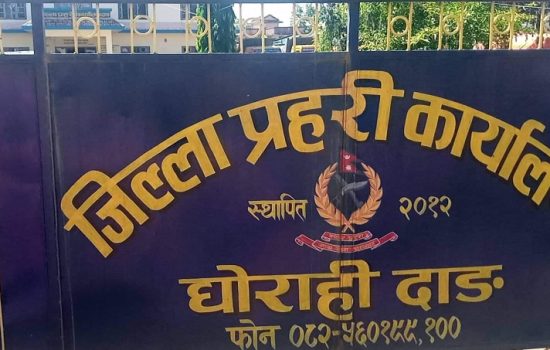 जिल्ला प्रहरी कार्याल
स्थापित २०१२
घोराही दाङ
फोन ०८२-५६०१९९,१००